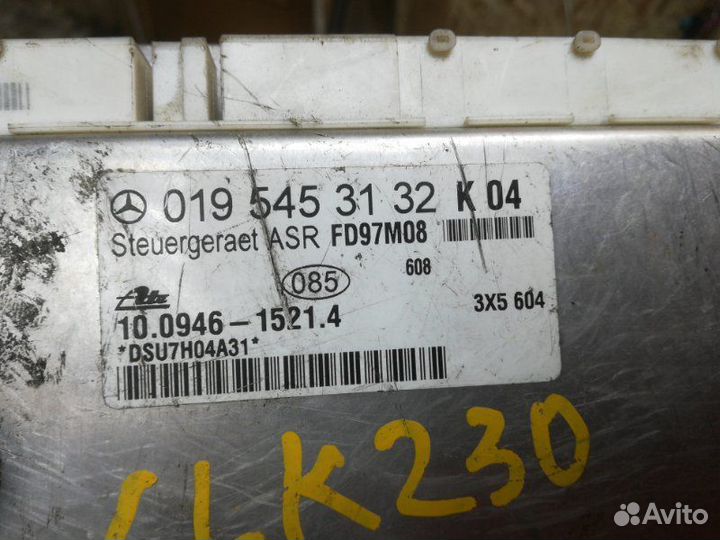 019 545 31 32 K 04
Steuergeraet ASR FD97M08
608
085
Ate
3X5 604
10.0946-1521.4
*DSU7H04A31*
SLK230
Avito